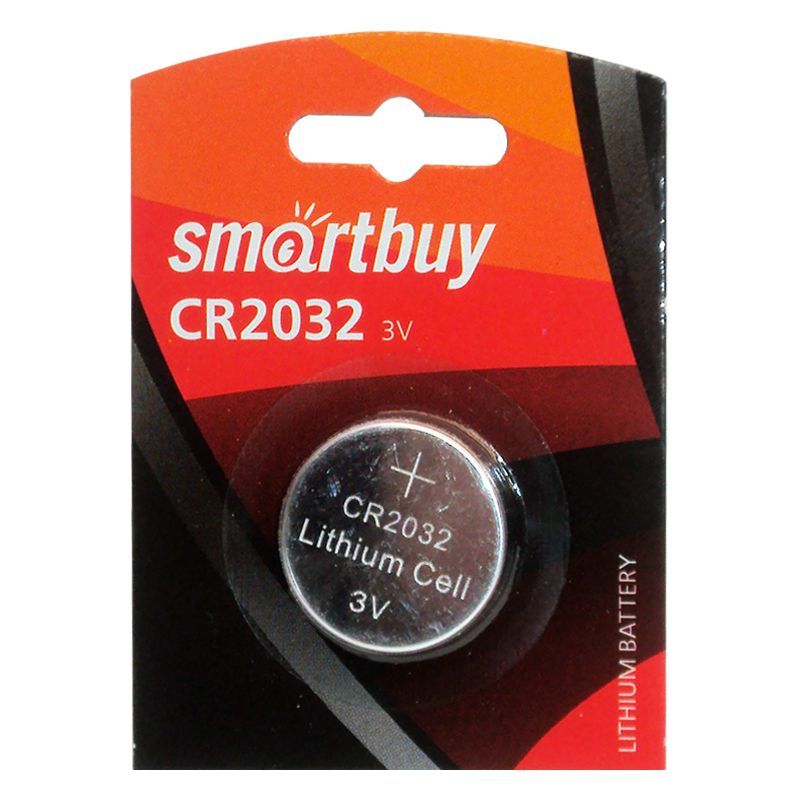 smartbuy
CR2032 3V
+
CR2032
Lithium Cell
3V
LITHIUM BATTERY